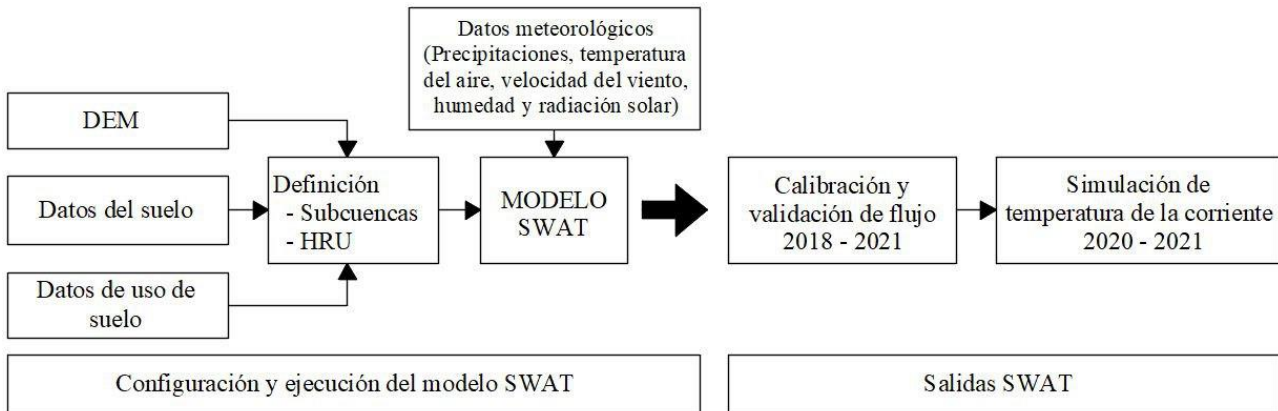 Datos meteorológicos
(Precipitaciones, temperatura
del aire, velocidad del viento,
humedad y radiación solar)
DEM
Datos del suelo
Datos de uso de
suelo
Definición
- Subcuencas
- HRU
MODELO
SWAT
Calibración y
validación de flujo
2018 - 2021
Simulación de
temperatura de la corriente
2020 - 2021
Configuración y ejecución del modelo SWAT
Salidas SWAT